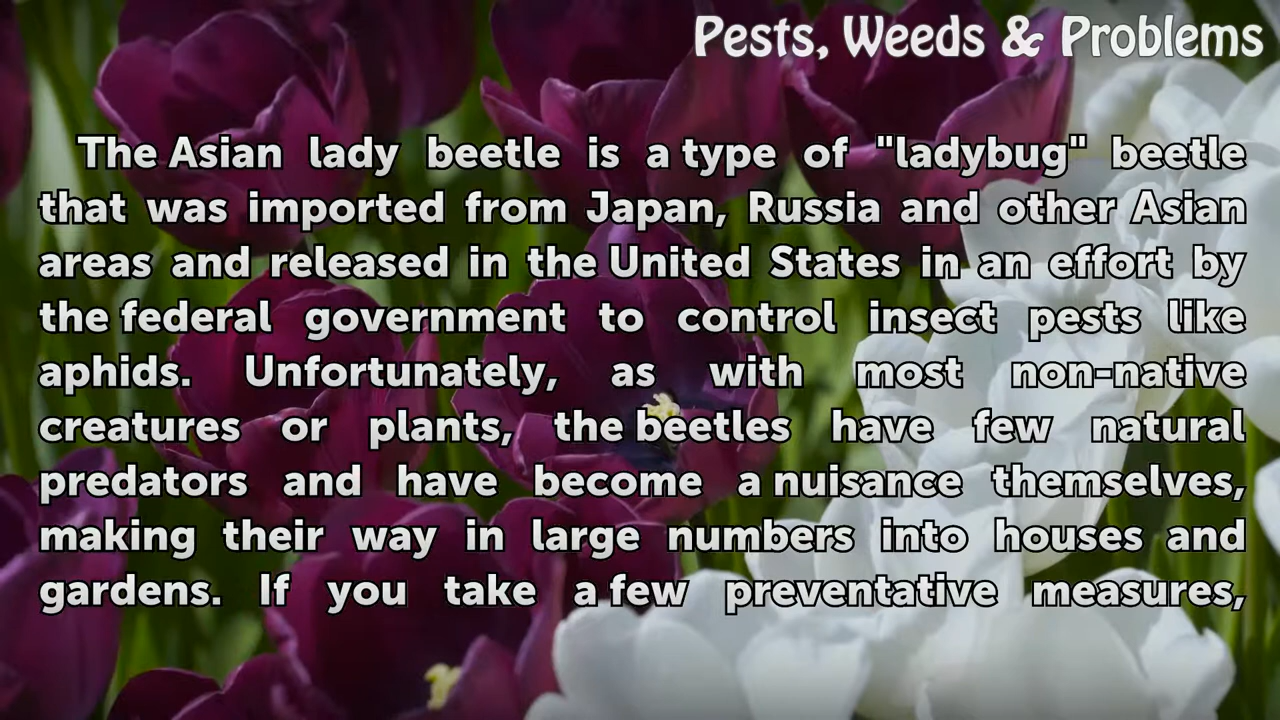 Pests, Weeds & Problems
The Asian lady beetle is a type of "ladybug" beetle
that was imported from Japan, Russia and other Asian
areas and released in the United States in an effort by
the federal government to control insect pests like
aphids. Unfortunately, as with most non-native
creatures or plants, the beetles have few natural
predators and have become a nuisance themselves,
making their way in large numbers into houses and
gardens. If you take a few preventative measures,